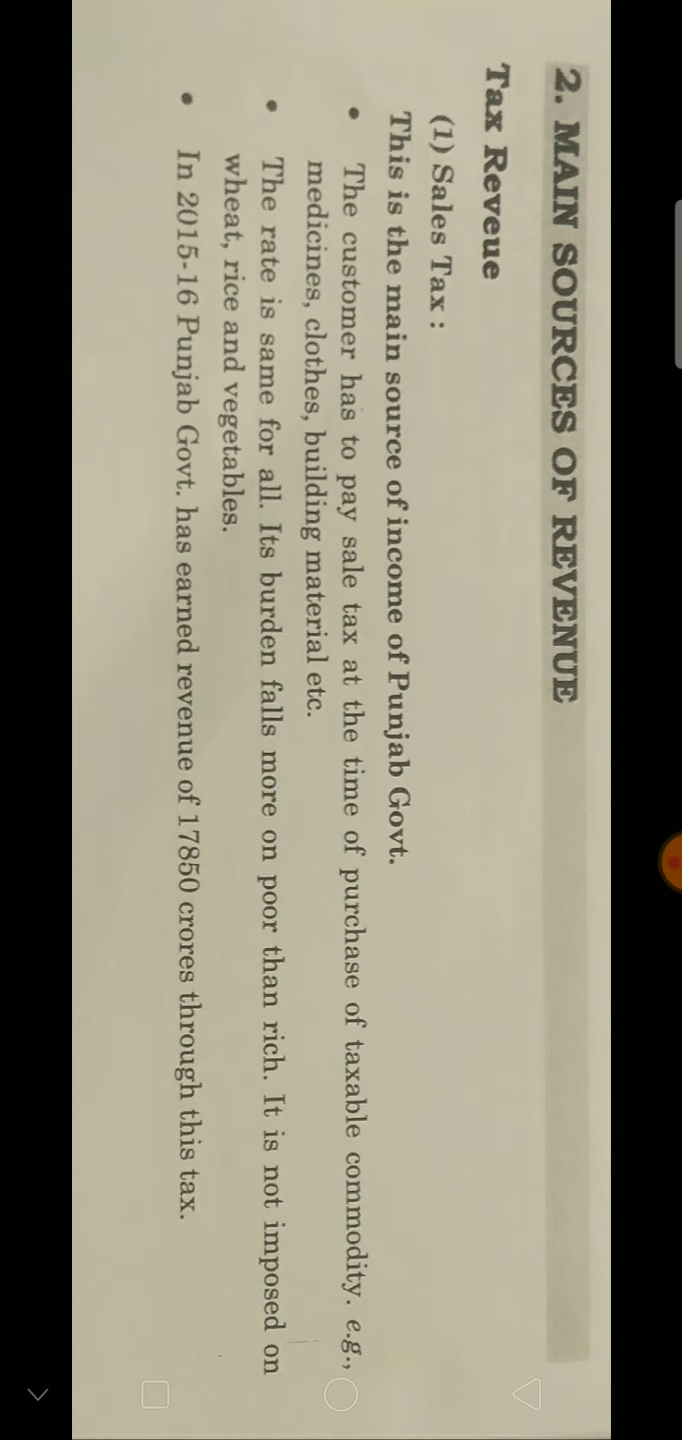 2. MAIN SOURCES OF REVENUE
Tax Reveue
(1) Sales Tax :
This is the main source of income of Punjab Govt.
• The customer has to pay sale tax at the time of purchase of taxable commodity. e.g.,
medicines, clothes, building material etc.
• The rate is same for all. Its burden falls more on poor than rich. It is not imposed on
wheat, rice and vegetables.
• In 2015-16 Punjab Govt. has earned revenue of 17850 crores through this tax.